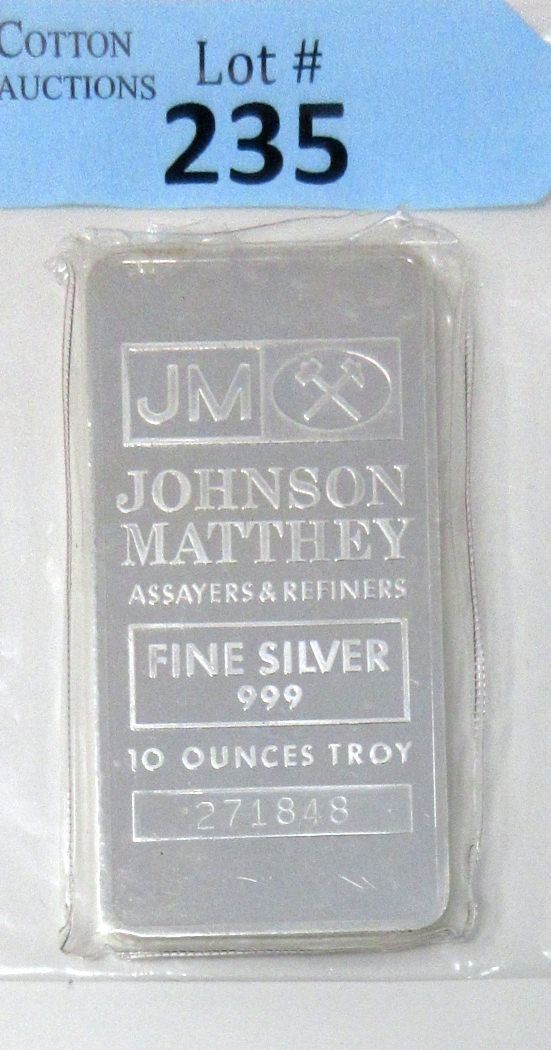 COTTON
AUCTIONS
Lot #
235
JM
JOHNSON
MATTHEY
ASSAYERS & REFINERS
FINE SILVER
999
10 OUNCES TROY
271848